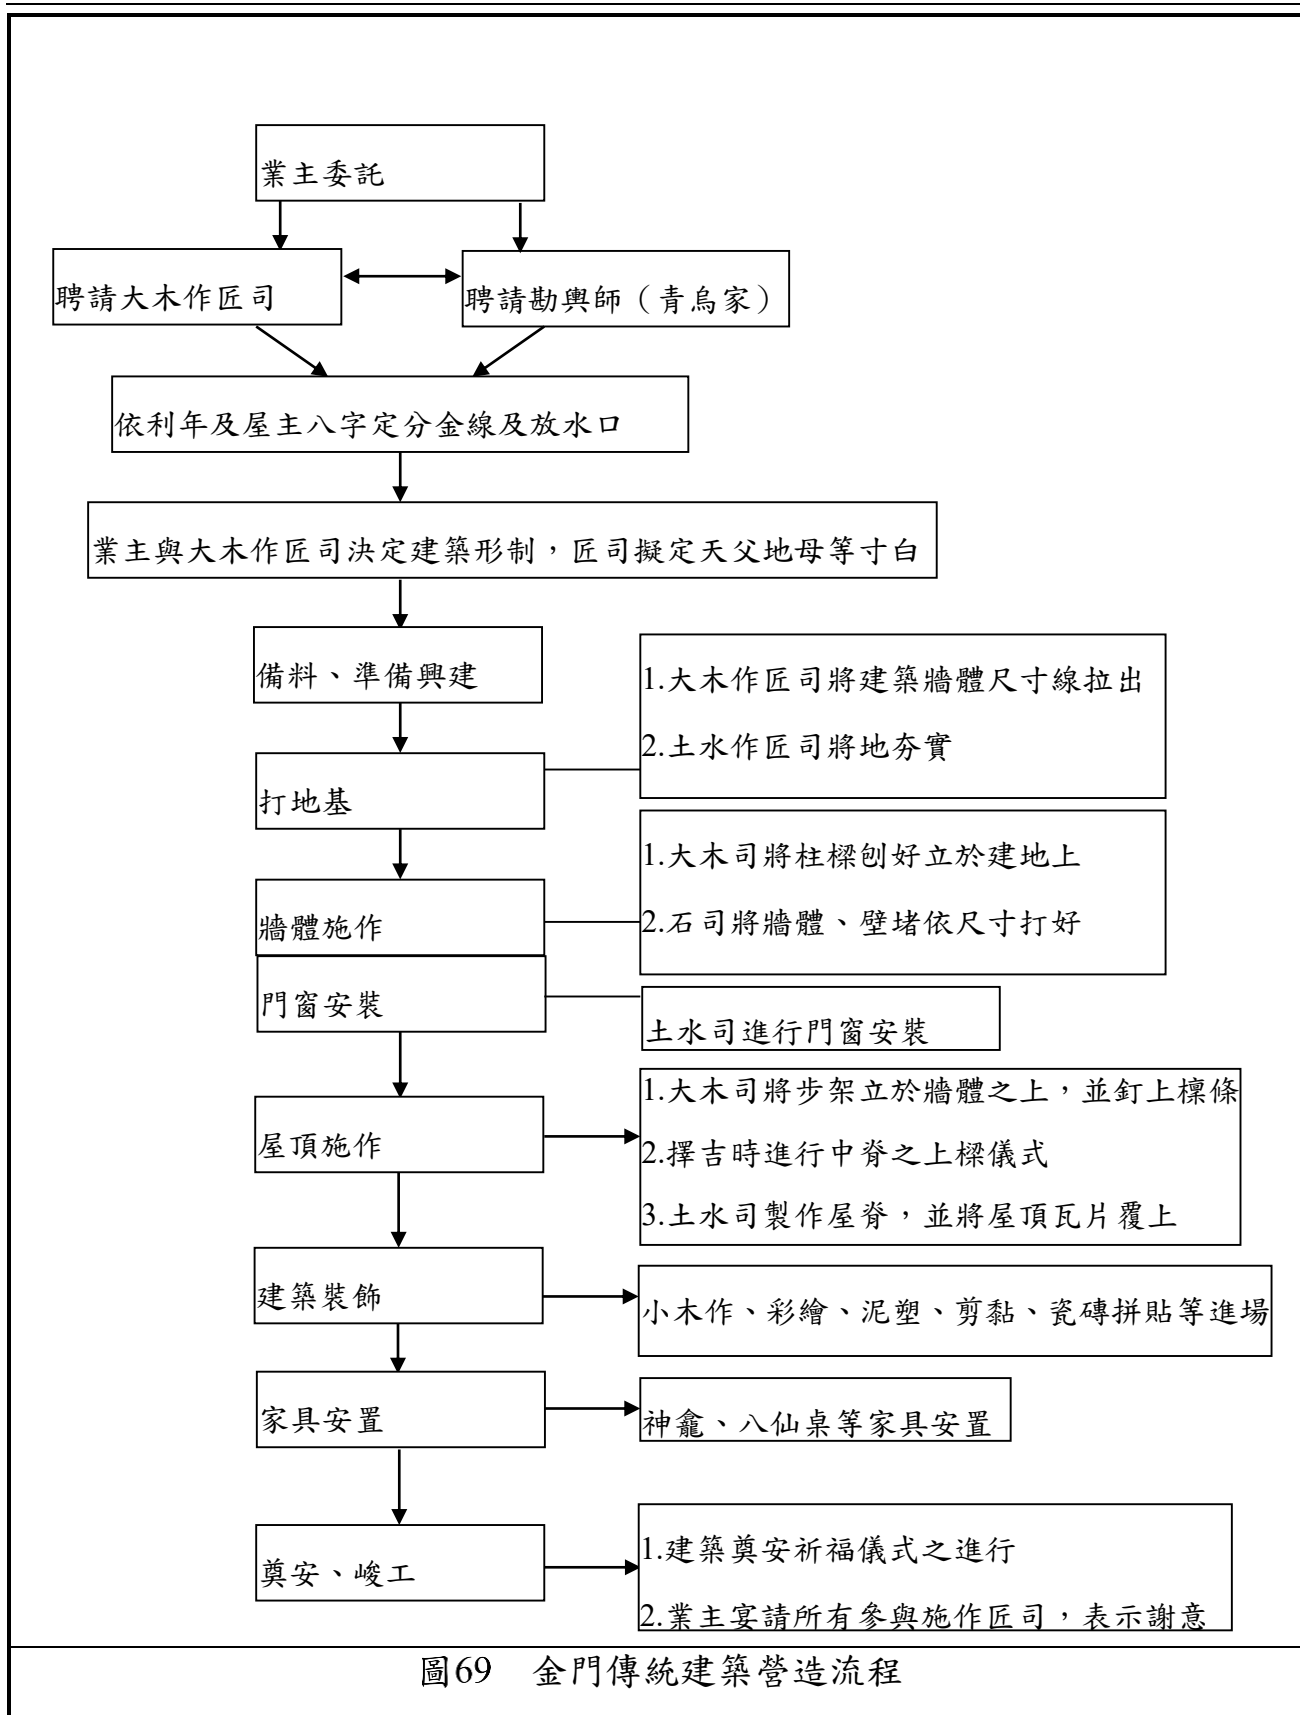 業主委託
聘請大木作匠司
聘請勘輿師（青烏家）
依利年及屋主八字定分金線及放水口
業主與大木作匠司決定建築形制，匠司擬定天父地母等寸白
備料、準備興建
1.大木作匠司將建築牆體尺寸線拉出
2.土水作匠司將地夯實
打地基
1.大木司將柱樑刨好立於建地上
2.石司將牆體、壁堵依尺寸打好
牆體施作
門窗安裝
土水司進行門窗安裝
1.大木司將步架立於牆體之上，並釘上檁條
2.擇吉時進行中脊之上樑儀式
3.土水司製作屋脊，並將屋頂瓦片覆上
屋頂施作
建築裝飾
小木作、彩繪、泥塑、剪黏、瓷磚拼貼等進場
家具安置
神龕、八仙桌等家具安置
奠安、峻工
1.建築奠安祈福儀式之進行
2.業主宴請所有參與施作匠司，表示謝意
圖69　金門傳統建築營造流程